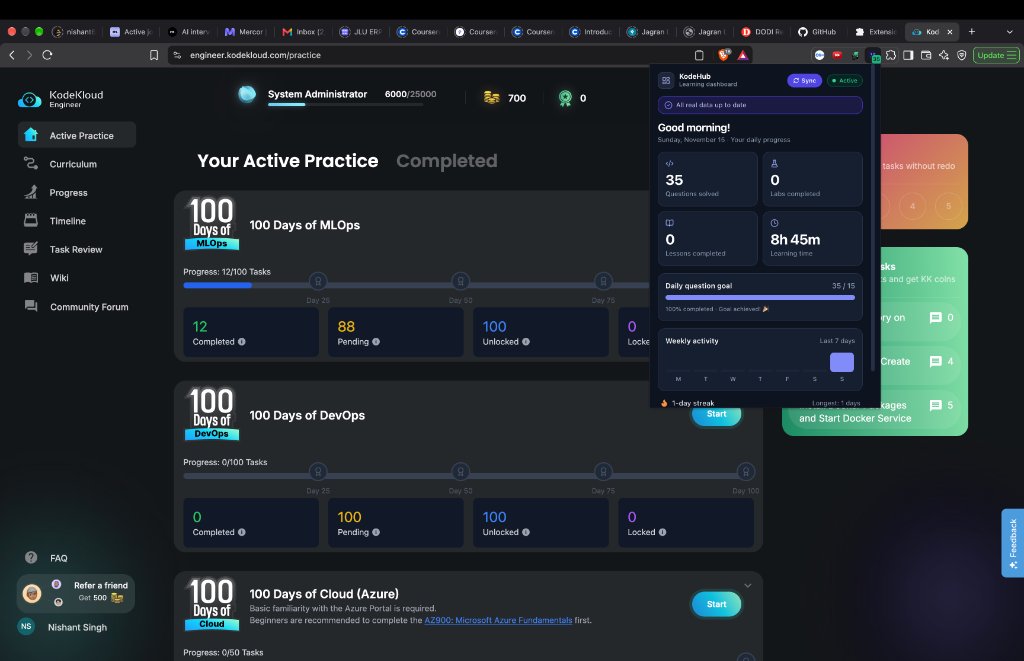 nishant
Active jo
AI interv
Mercor
Inbox (2,
JLU ERP
Course
Course
Course
Introduc
Jagran
Jagran
DODI Re
GitHub
Extensio
Kod
engineer.kodekloud.com/practice
Update
KodeKloud
Engineer
Active Practice
Curriculum
Progress
Timeline
Task Review
Wiki
Community Forum
FAQ
Refer a friend
Get 500
NS
Nishant Singh
System Administrator
6000/25000
700
0
Your Active Practice Completed
100
Days of
MLOps
100 Days of MLOps
Progress: 12/100 Tasks
Day 25
Day 50
Day 75
12
Completed
88
Pending
100
Unlocked
0
Locke
100
Days of
DevOps
100 Days of DevOps
Start
Progress: 0/100 Tasks
Day 25
Day 50
Day 75
Day 100
0
Completed
100
Pending
100
Unlocked
0
Locked
100
Days of
Cloud
100 Days of Cloud (Azure)
Basic familiarity with the Azure Portal is required.
Beginners are recommended to complete the AZ900: Microsoft Azure Fundamentals first.
Start
Progress: 0/50 Tasks
KodeHub
Learning dashboard
Sync
Active
All real data up to date
Good morning!
Sunday, November 16 · Your daily progress
35
Questions solved
0
Labs completed
0
Lessons completed
8h 45m
Learning time
Daily question goal
35 / 15
100% completed · Goal achieved! 🎉
Weekly activity
Last 7 days
M T W T F S S
🔥 1-day streak
Longest: 1 days
tasks without redo
4
5
sks
ts and get KK coins
ry on
0
Create
4
ackages
and Start Docker Service
5
Feedback